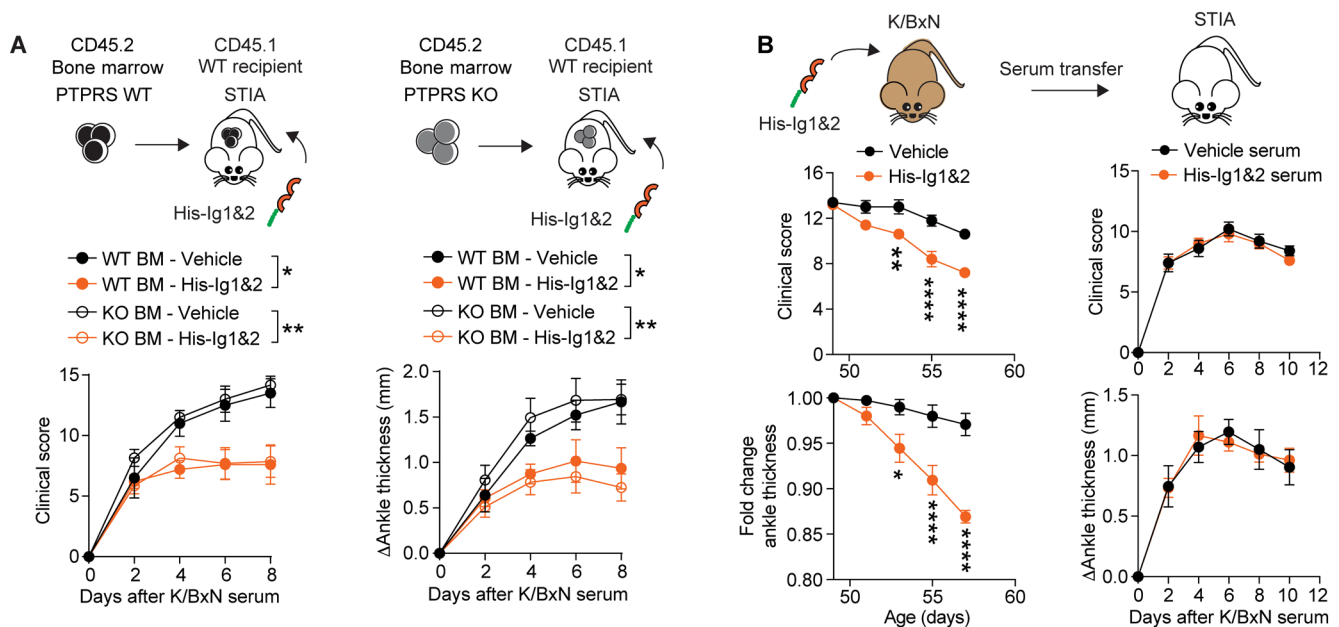 A
CD45.2
Bone marrow
PTPRS WT
CD45.1
WT recipient
STIA
His-Ig1&2
WT BM - Vehicle
WT BM - His-Ig1&2
*
KO BM - Vehicle
KO BM - His-Ig1&2
**
Clinical score
15
10
5
0
0 2 4 6 8
Days after K/BxN serum
CD45.2
Bone marrow
PTPRS KO
CD45.1
WT recipient
STIA
His-Ig1&2
WT BM - Vehicle
WT BM - His-Ig1&2
*
KO BM - Vehicle
KO BM - His-Ig1&2
**
ΔAnkle thickness (mm)
2.0
1.5
1.0
0.5
0.0
0 2 4 6 8
Days after K/BxN serum
B
His-Ig1&2
K/BxN
Serum transfer
STIA
Vehicle
His-Ig1&2
Clinical score
16
12
8
4
0
**
****
****
50 55 60
Fold change
ankle thickness
1.00
0.95
0.90
0.85
0.80
*
****
****
50 55 60
Age (days)
Vehicle serum
His-Ig1&2 serum
Clinical score
15
10
5
0
0 2 4 6 8 10 12
ΔAnkle thickness (mm)
1.5
1.0
0.5
0.0
0 2 4 6 8 10 12
Days after K/BxN serum